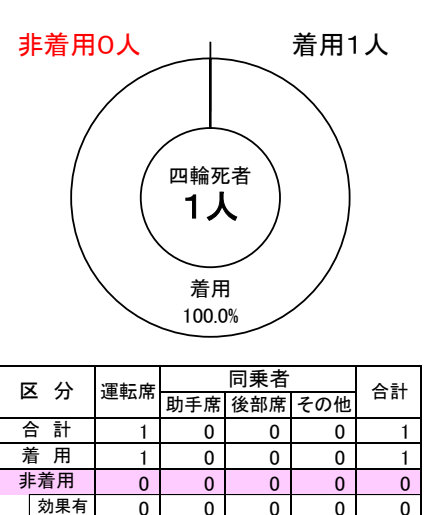 非着用0人 着用1人
四輪死者
1人
着用
100.0%
区 分 運転席 同乗者 合計
助手席 後部席 その他
合 計 1 0 0 0 1
着 用 1 0 0 0 1
非着用 0 0 0 0 0
効果有 0 0 0 0 0